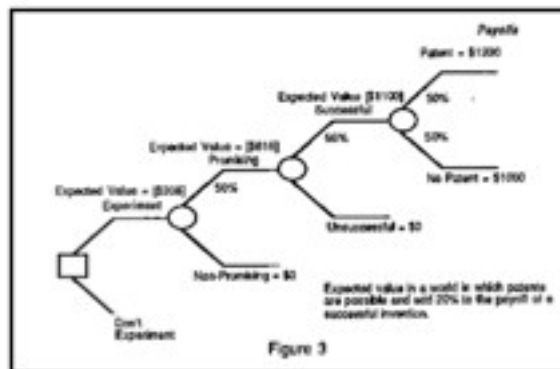 Payoffs
Patent = $1200
Expected Value [$1100]
Successful
50%
50%
Expected Value =
Promising
50%
No Patent = $1000
Expected Value =
Experiment
50%
Unsuccessful = $0
Non-Promising = $0
Don't
Experiment
Expected value in a world in which patents
are possible and add 20% to the payoff of a
successful invention.
Figure 3